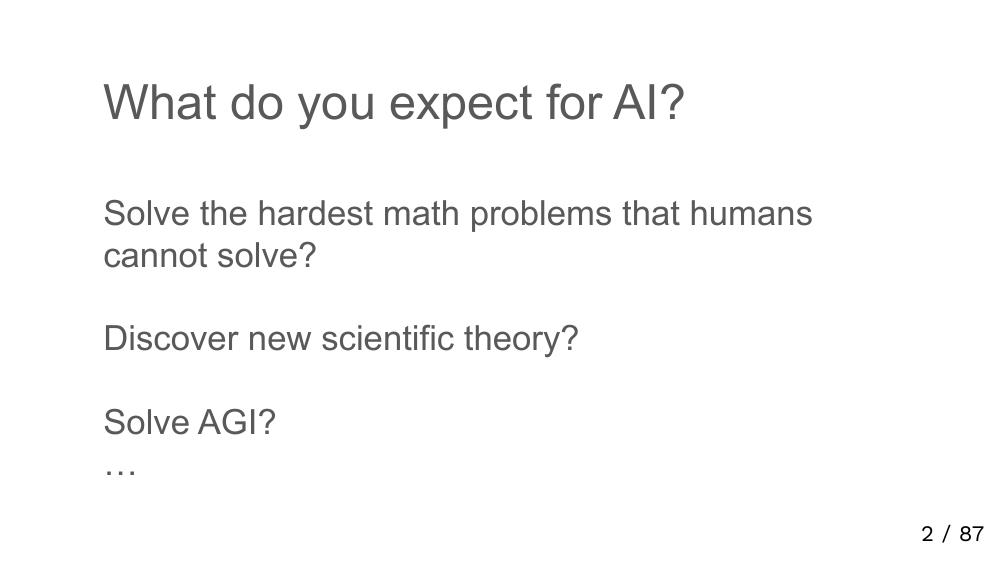 What do you expect for AI?
Solve the hardest math problems that humans
cannot solve?
Discover new scientific theory?
Solve AGI?
…
2 / 87